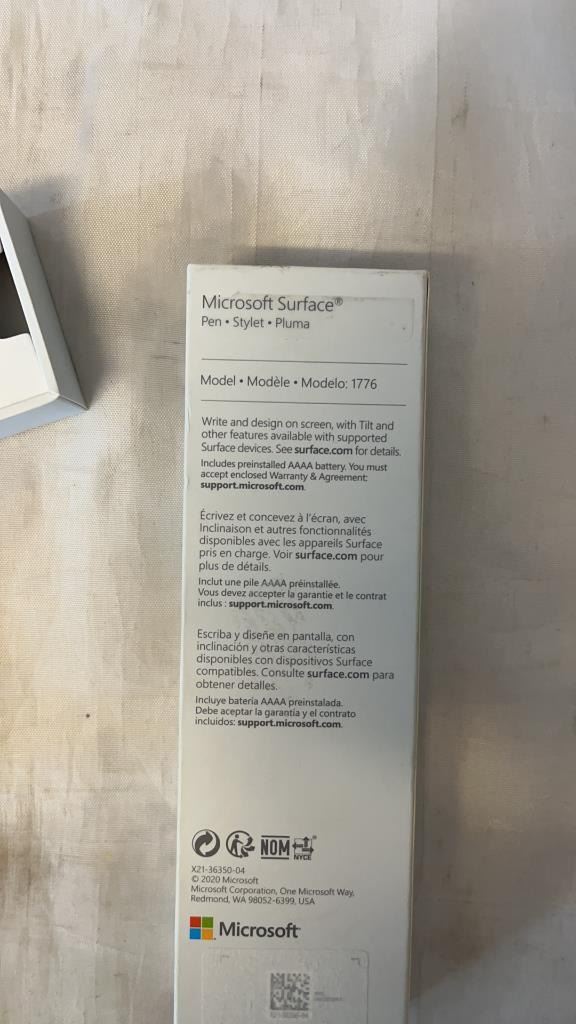 Microsoft Surface®
Pen • Stylet • Pluma
Model • Modèle • Modelo: 1776
Write and design on screen, with Tilt and
other features available with supported
Surface devices. See surface.com for details.
Includes preinstalled AAAA battery. You must
accept enclosed Warranty & Agreement:
support.microsoft.com.
Écrivez et concevez à l'écran, avec
Inclinaison et autres fonctionnalités
disponibles avec les appareils Surface
pris en charge. Voir surface.com pour
plus de détails.
Inclut une pile AAAA préinstallée.
Vous devez accepter la garantie et le contrat
inclus : support.microsoft.com.
Escriba y diseñe en pantalla, con
inclinación y otras características
disponibles con dispositivos Surface
compatibles. Consulte surface.com para
obtener detalles.
Incluye batería AAAA preinstalada.
Debe aceptar la garantía y el contrato
incluidos: support.microsoft.com.
NOM NYCE
X21-36350-04
© 2020 Microsoft
Microsoft Corporation, One Microsoft Way,
Redmond, WA 98052-6399, USA
Microsoft